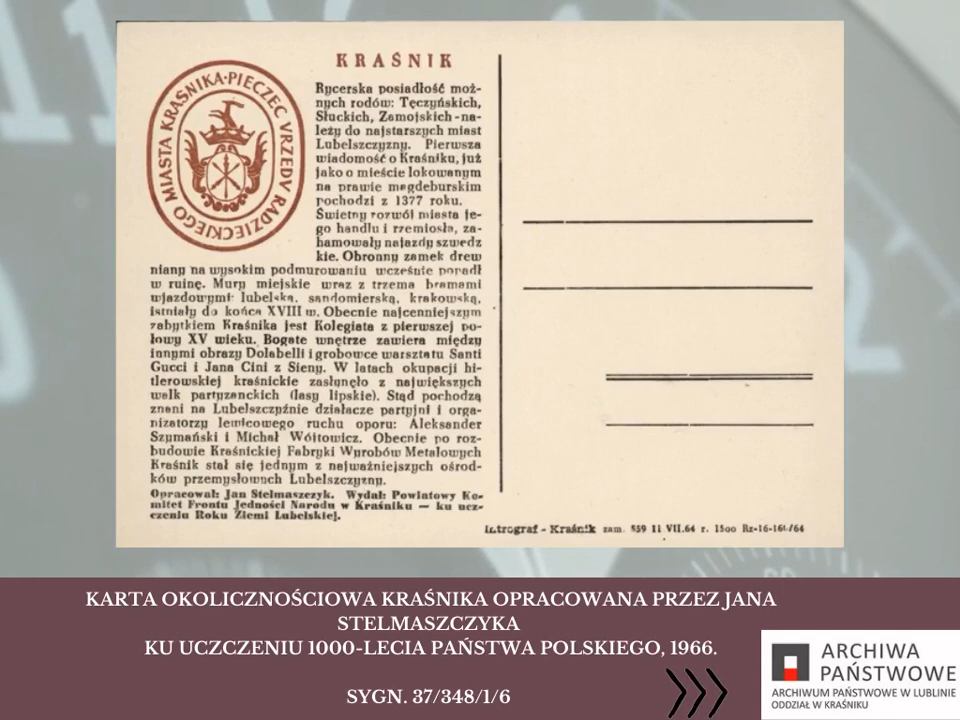 KRAŚNIK
MIASTA KRASNIKA·PIECZEC VRZEDV RADZIECKIEGO
Rycerska posiadłość moż-
nych rodów: Tęczyńskich,
Słuckich, Zamojskich - na-
leży do najstarszych miast
Lubelszczyzny. Pierwsza
wiadomość o Kraśniku, już
jako o mieście lokowanym
na prawie magdeburskim
pochodzi z 1377 roku.
Świetny rozwój miasta je-
go handlu i rzemiosła, za-
hamowały najazdy szwedz
kie. Obronny zamek drew
niany na wysokim podmurowaniu wcześnie popadł
w ruinę. Mury miejskie wraz z trzema bramami
wjazdowymi: lubelską, sandomierską, krakowską,
istniały do końca XVIII w. Obecnie najcenniejszym
zabytkiem Kraśnika jest Kolegiata z pierwszej po-
łowy XV wieku. Bogate wnętrze zawiera między
innymi obrazy Dolabelli i grobowce warsztatu Santi
Gucci i Jana Cini z Sieny. W latach okupacji hi-
tlerowskiej kraśnickie zasłynęło z największych
walk partyzanckich (lasy lipskie). Stąd pochodzą
znani na Lubelszczyźnie działacze partyjni i orga-
nizatorzy lewicowego ruchu oporu: Aleksander
Szymański i Michał Wójtowicz. Obecnie po roz-
budowie Kraśnickiej Fabryki Wyrobów Metalowych
Kraśnik stał się jednym z najważniejszych ośrod-
ków przemysłowych Lubelszczyzny.
Opracował: Jan Stelmaszczyk. Wydał: Powiatowy Ko-
mitet Frontu Jedności Narodu w Kraśniku — ku ucz-
czeniu Roku Ziemi Lubelskiej.
Litrograf - Kraśnik zam. 859 11 VII.64 r. 1500 Rz-16-160/64
KARTA OKOLICZNOŚCIOWA KRAŚNIKA OPRACOWANA PRZEZ JANA
STELMASZCZYKA
KU UCZCZENIU 1000-LECIA PAŃSTWA POLSKIEGO, 1966.
SYGN. 37/348/1/6
ARCHIWA
PAŃSTWOWE
ARCHIWUM PAŃSTWOWE W LUBLINIE
ODDZIAŁ W KRAŚNIKU